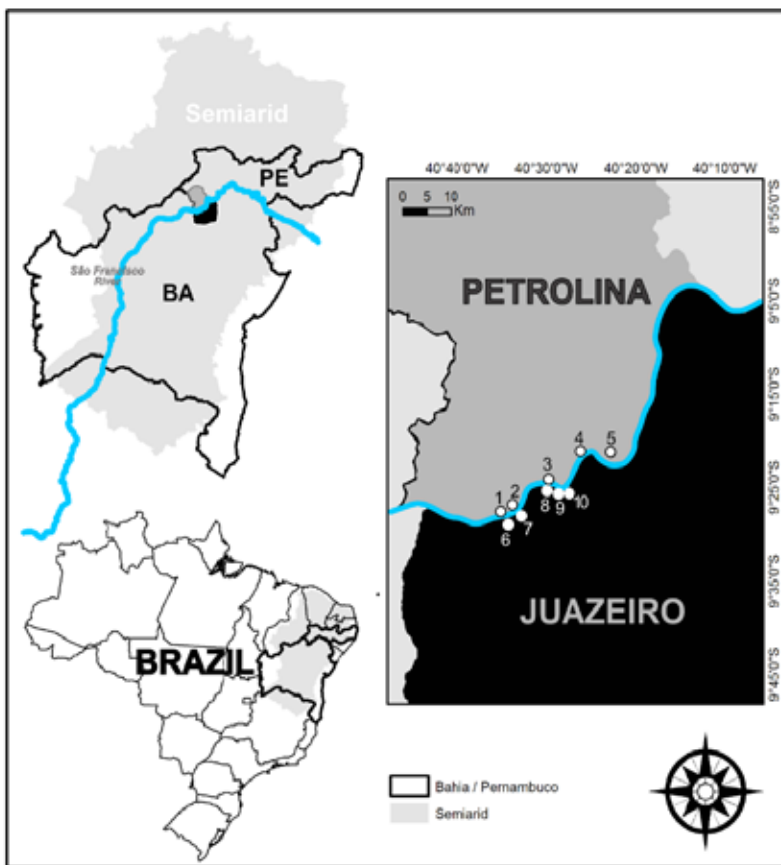 Semiarid
PE
São Francisco
River
BA
BRAZIL
40°40'0"W 40°30'0"W 40°20'0"W 40°10'0"W
0 5 10
Km
8°55'0"S
9°5'0"S
9°15'0"S
9°25'0"S
9°35'0"S
9°45'0"S
PETROLINA
4 5
3
1 2
8 9 10
6 7
JUAZEIRO
Bahia / Pernambuco
Semiarid